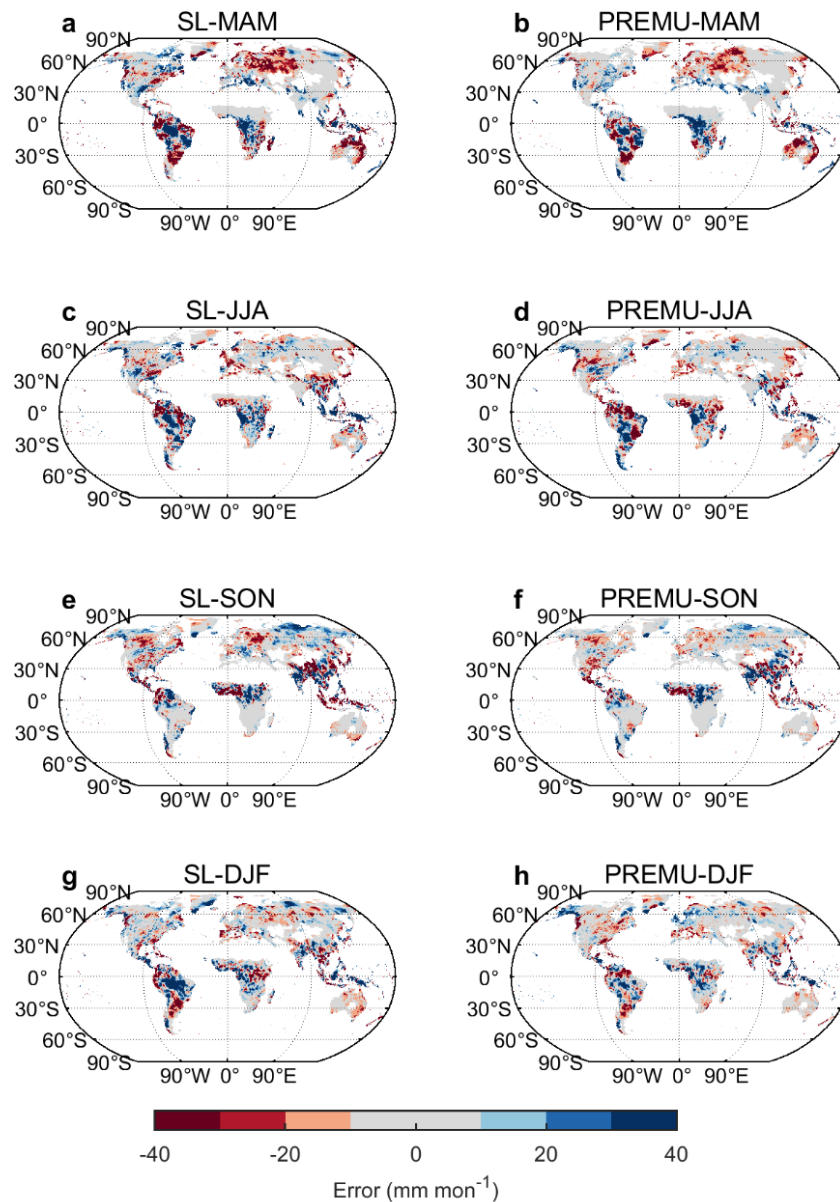 a SL-MAM
90°N
60°N
30°N
0°
30°S
60°S
90°S
90°W 0° 90°E
b PREMU-MAM
90°N
60°N
30°N
0°
30°S
60°S
90°S
90°W 0° 90°E
c SL-JJA
90°N
60°N
30°N
0°
30°S
60°S
90°S
90°W 0° 90°E
d PREMU-JJA
90°N
60°N
30°N
0°
30°S
60°S
90°S
90°W 0° 90°E
e SL-SON
90°N
60°N
30°N
0°
30°S
60°S
90°S
90°W 0° 90°E
f PREMU-SON
90°N
60°N
30°N
0°
30°S
60°S
90°S
90°W 0° 90°E
g SL-DJF
90°N
60°N
30°N
0°
30°S
60°S
90°S
90°W 0° 90°E
h PREMU-DJF
90°N
60°N
30°N
0°
30°S
60°S
90°S
90°W 0° 90°E
-40 -20 0 20 40
Error (mm mon⁻¹)